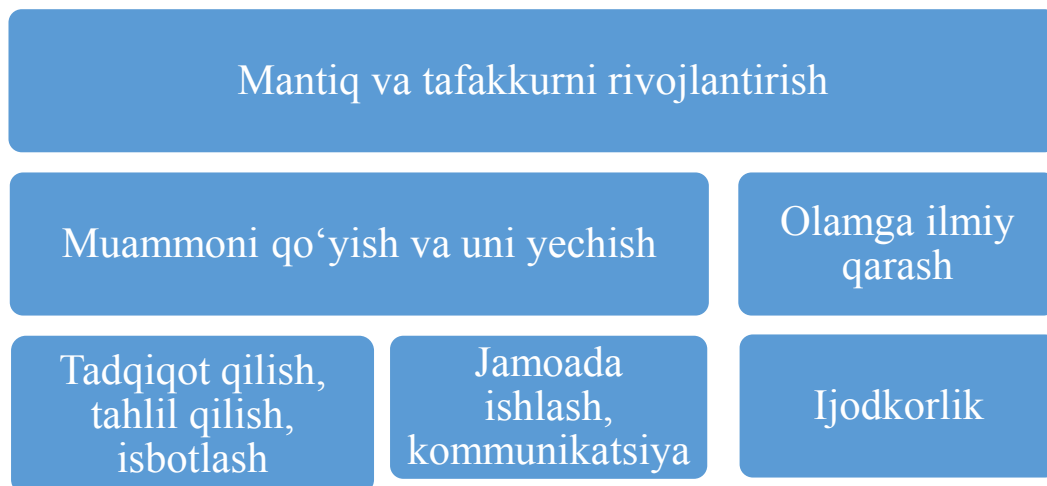 Mantiq va tafakkurni rivojlantirish
Muammoni qo‘yish va uni yechish
Olamga ilmiy
qarash
Tadqiqot qilish,
tahlil qilish,
isbotlash
Jamoada
ishlash,
kommunikatsiya
Ijodkorlik